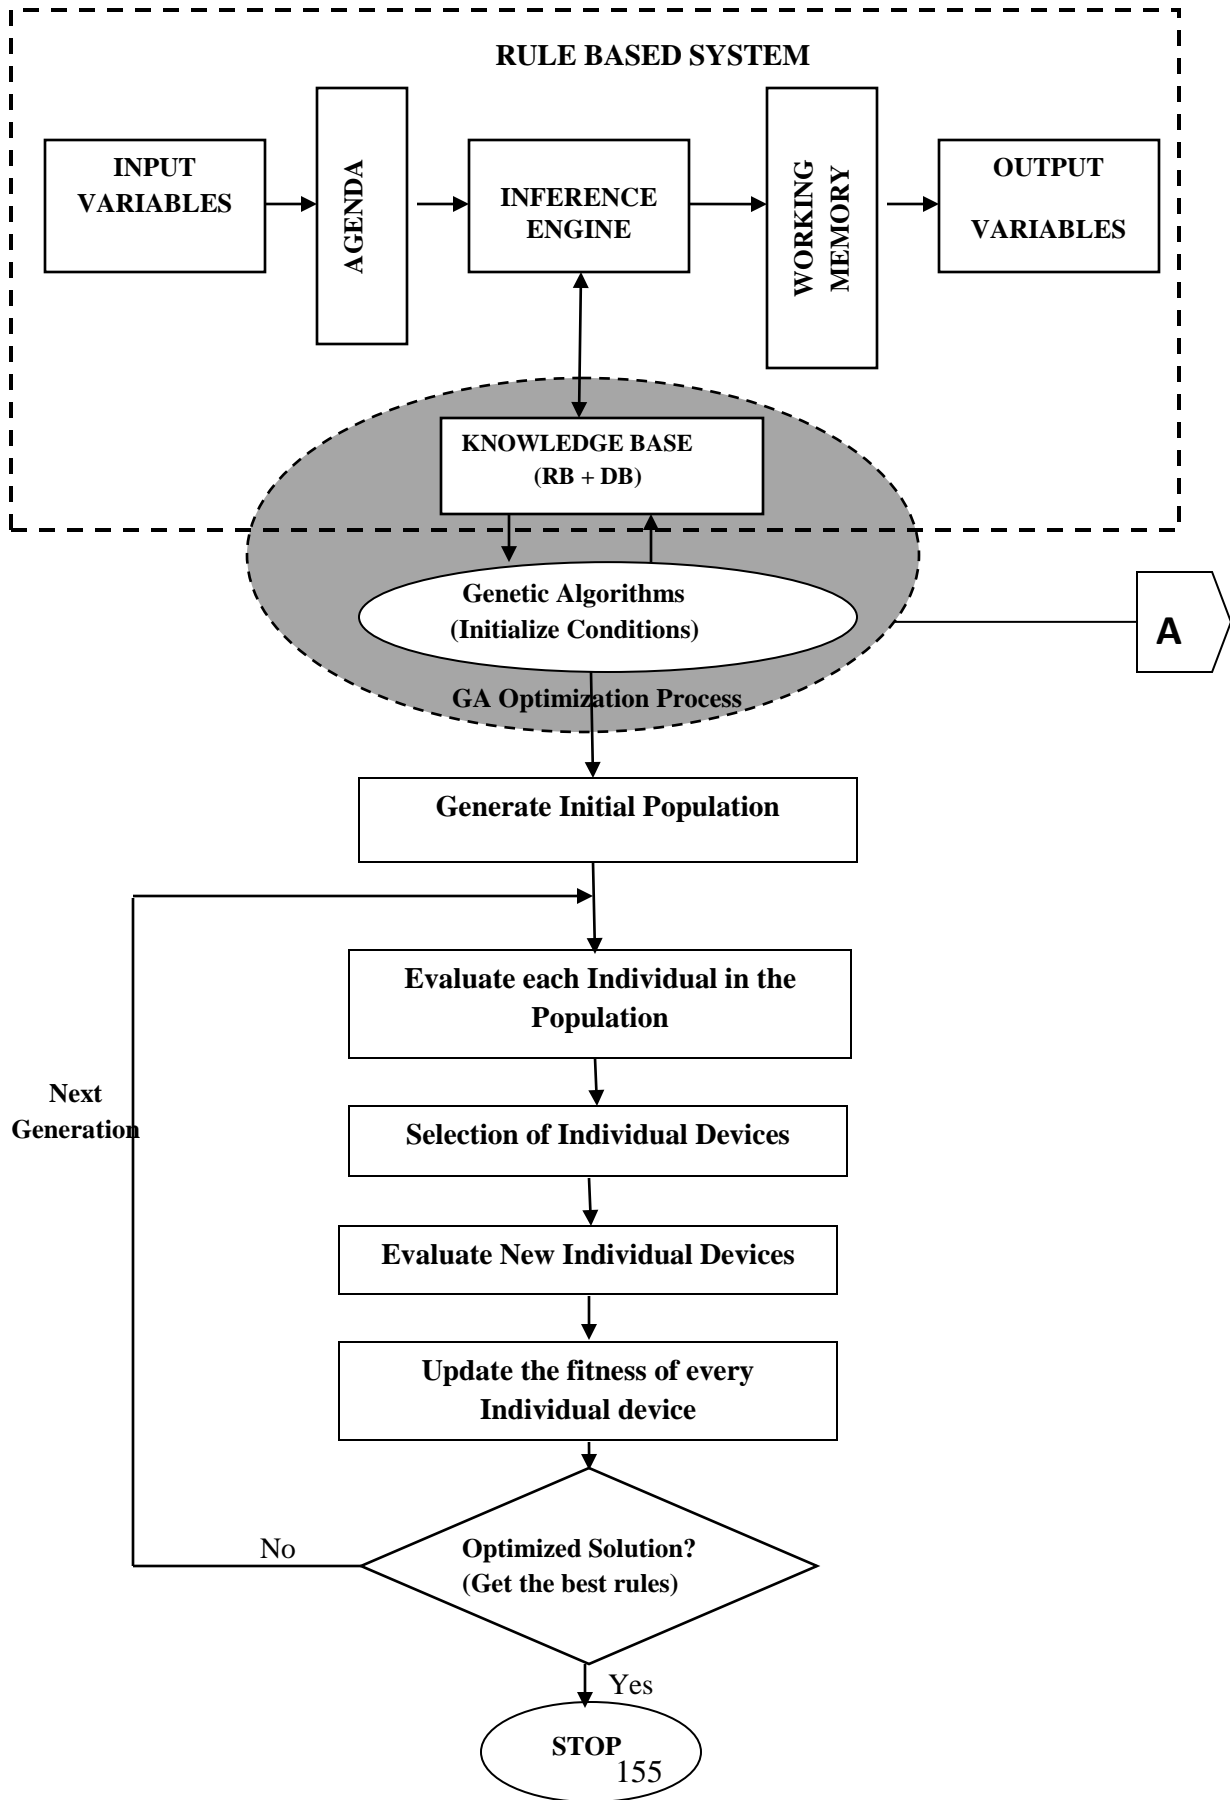 RULE BASED SYSTEM
INPUT
VARIABLES
AGENDA
INFERENCE
ENGINE
WORKING
MEMORY
OUTPUT
VARIABLES
KNOWLEDGE BASE
(RB + DB)
Genetic Algorithms
(Initialize Conditions)
A
GA Optimization Process
Generate Initial Population
Evaluate each Individual in the
Population
Next
Generation
Selection of Individual Devices
Evaluate New Individual Devices
Update the fitness of every
Individual device
No
Optimized Solution?
(Get the best rules)
Yes
STOP
155